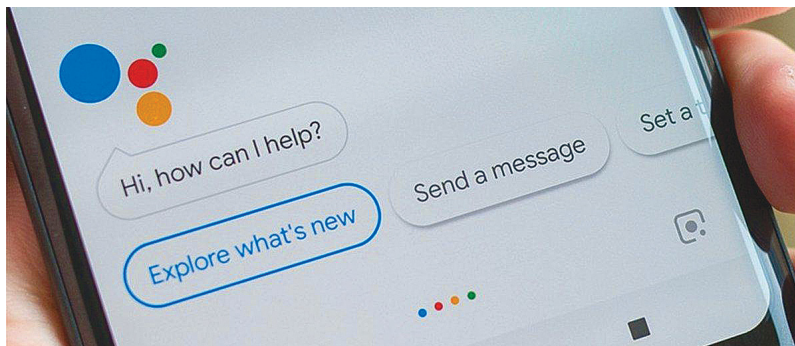 Hi, how can I help?
Explore what's new
Send a message
Set a t